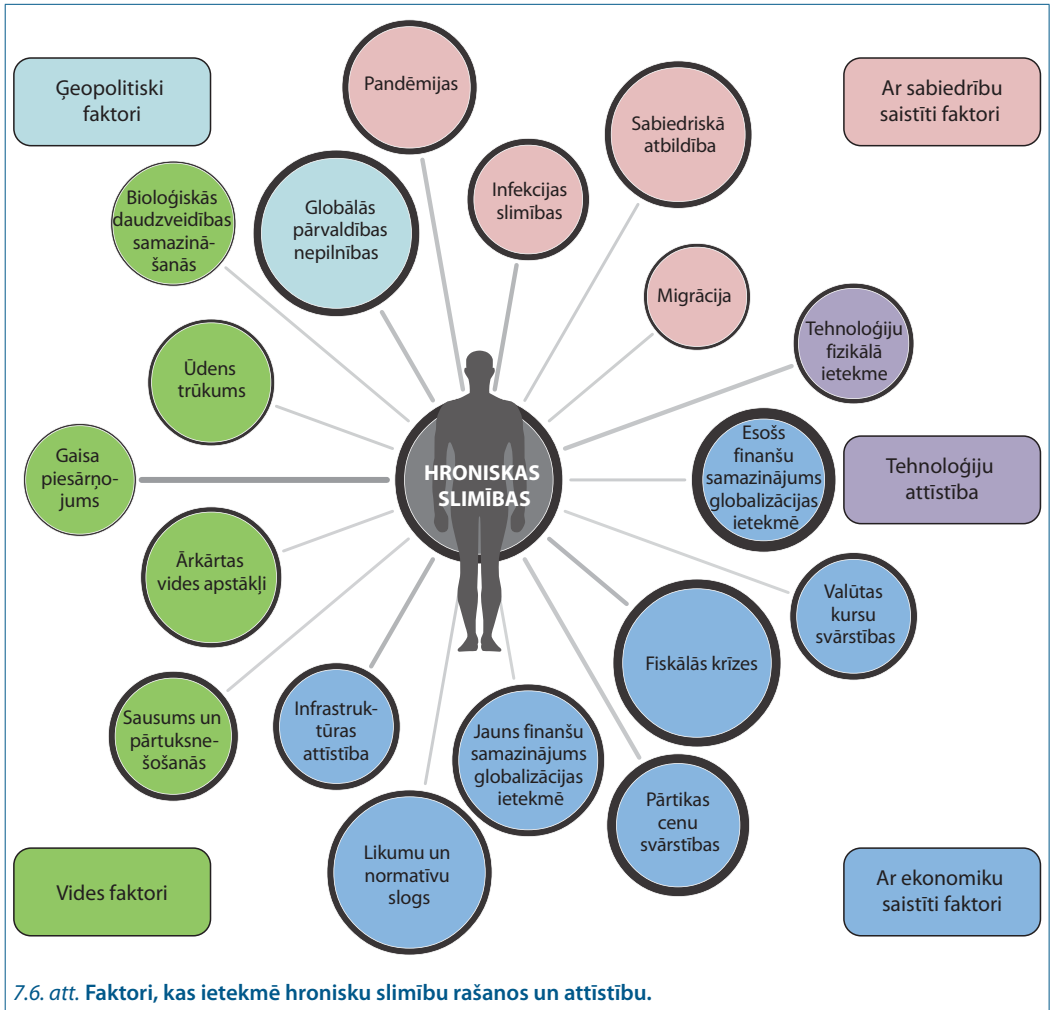 Ģeopolitiski
faktori
Pandēmijas
Ar sabiedrību
saistīti faktori
Sabiedriskā
atbildība
Infekcijas
slimības
Globālās
pārvaldības
nepilnības
Bioloģiskās
daudzveidības
samazinā-
šanās
Migrācija
Tehnoloģiju
fizikālā
ietekme
Ūdens
trūkums
Gaisa
piesārņo-
jums
HRONISKAS
SLIMĪBAS
Esošs
finanšu
samazinājums
globalizācijas
ietekmē
Tehnoloģiju
attīstība
Ārkārtas
vides apstākļi
Valūtas
kursu
svārstības
Fiskālās krīzes
Sausums un
pārtuksne-
šošanās
Infrastruk-
tūras
attīstība
Jauns finanšu
samazinājums
globalizācijas
ietekmē
Pārtikas
cenu
svārstības
Likumu un
normatīvu
slogs
Vides faktori
Ar ekonomiku
saistīti faktori
7.6. att. Faktori, kas ietekmē hronisku slimību rašanos un attīstību.